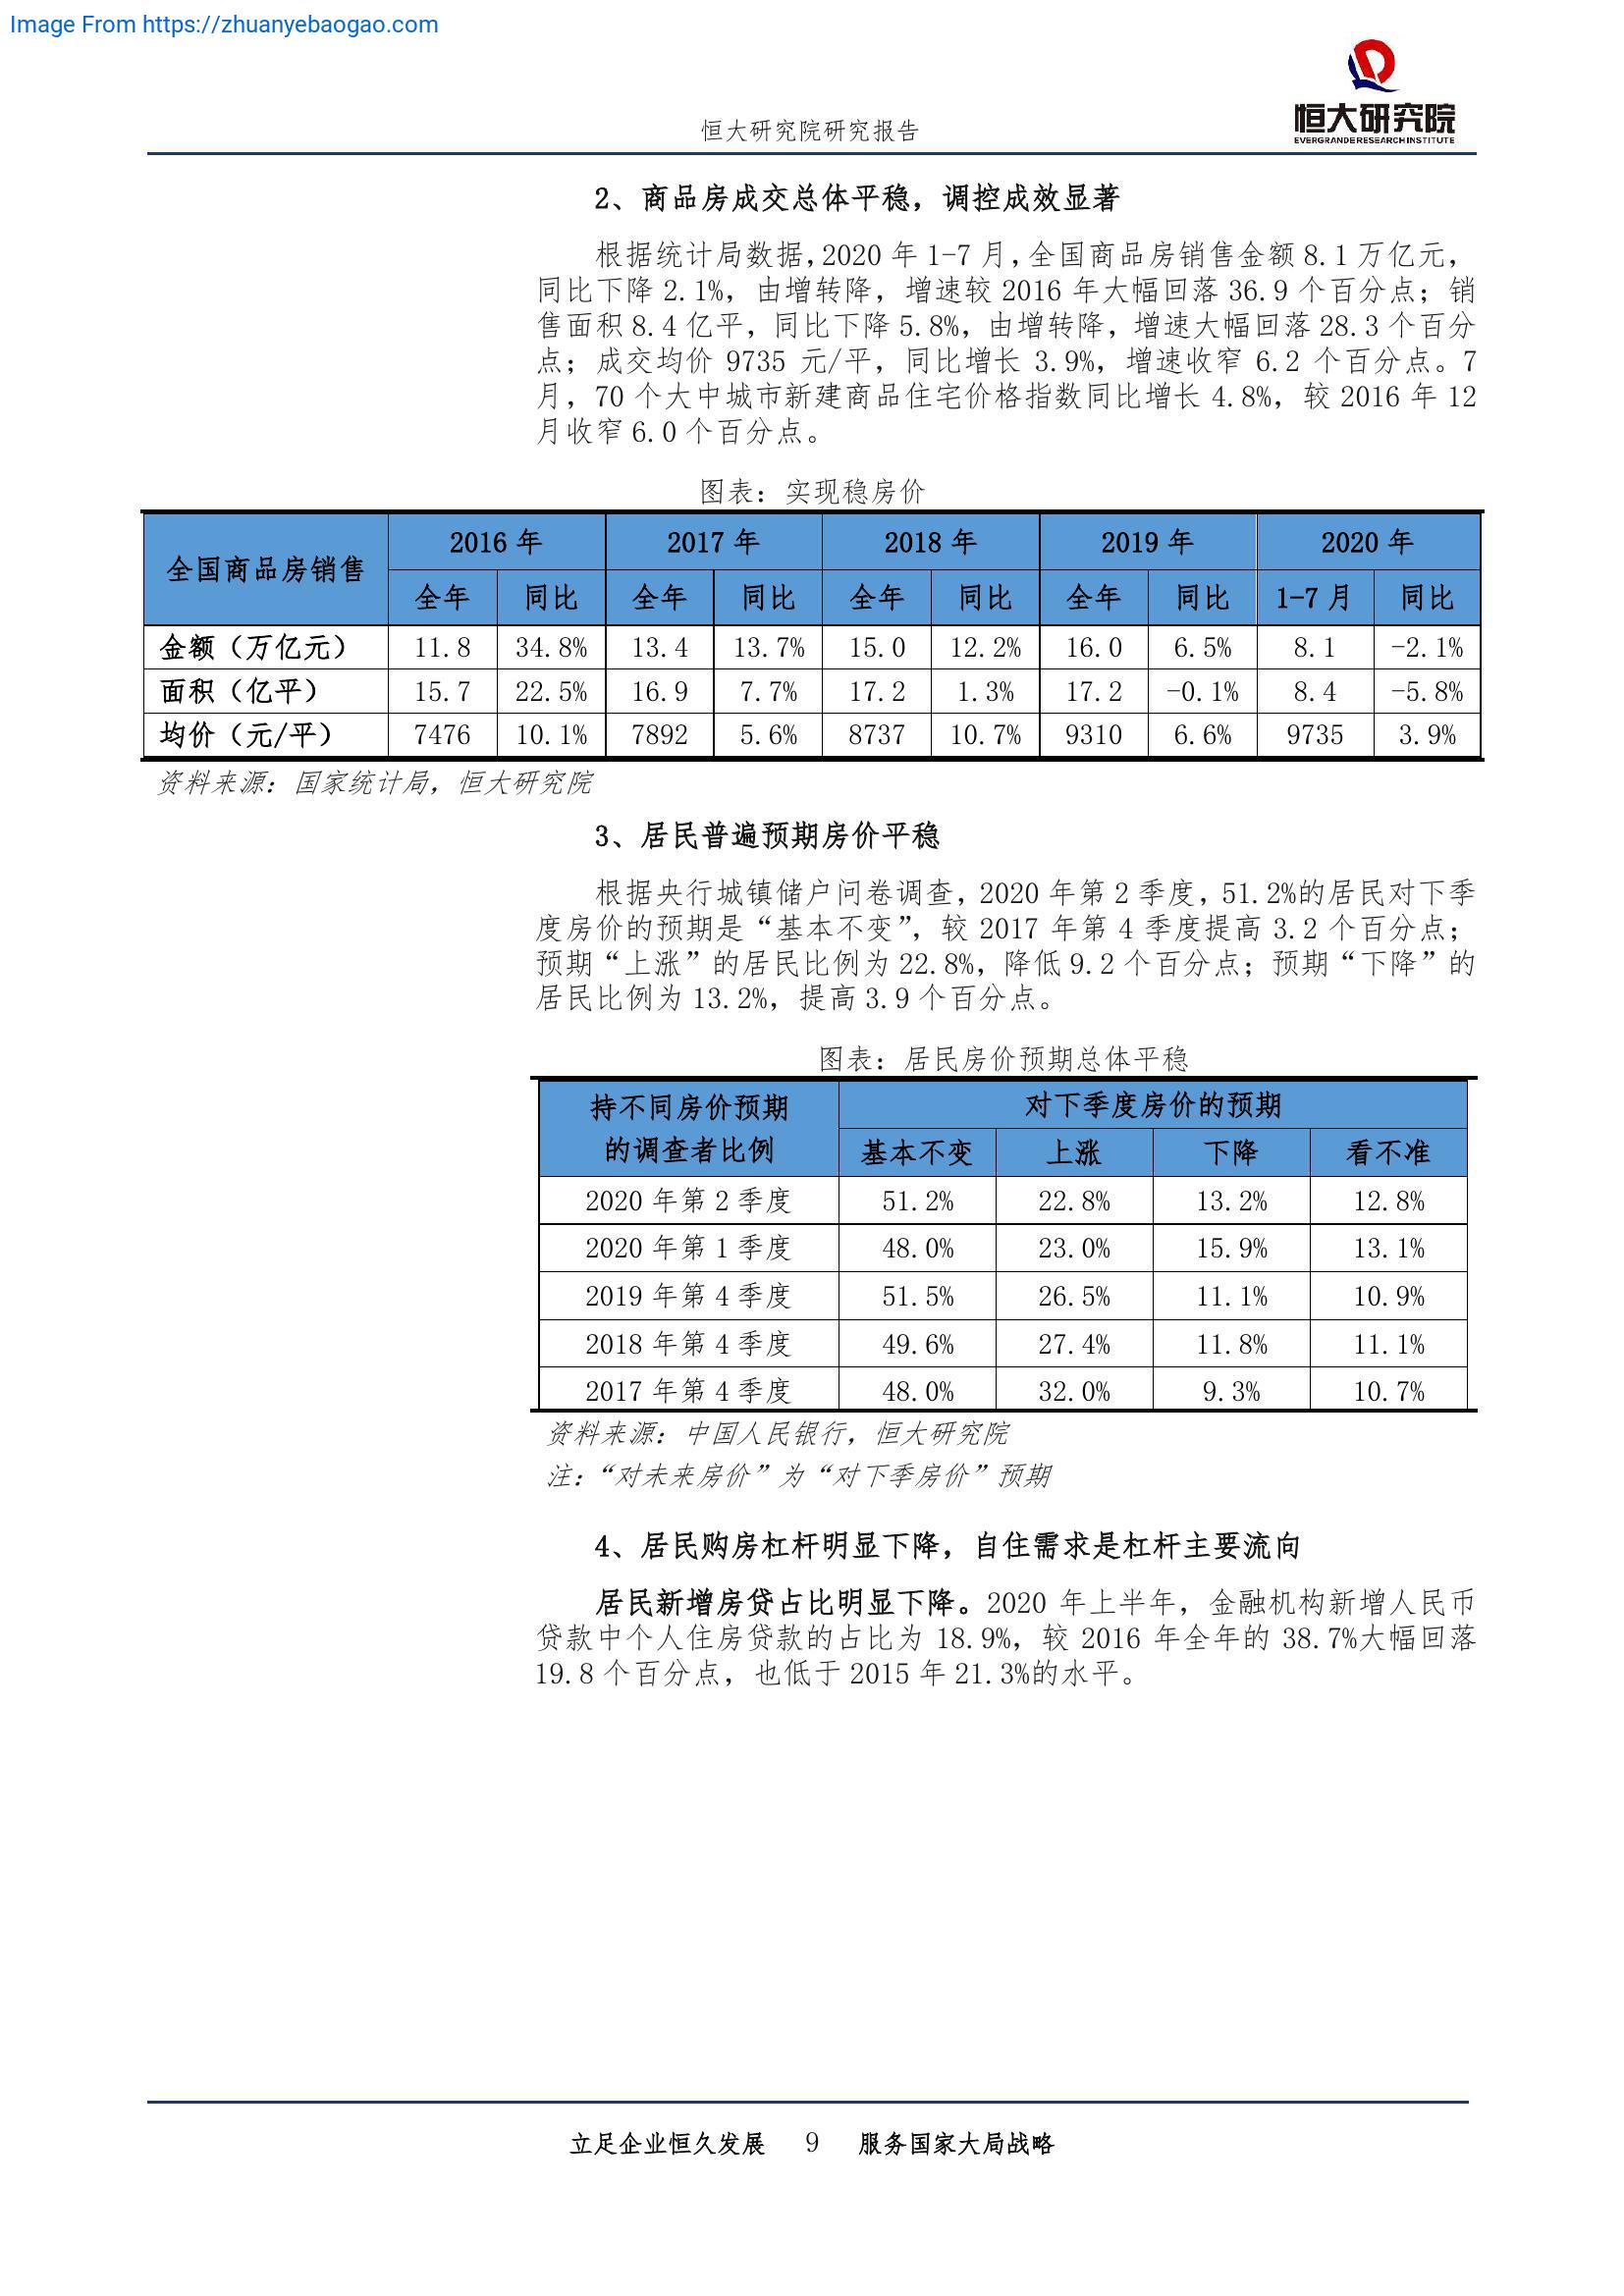 Image From https://zhuanyebaogao.com
恒大研究院
EVERGRANDE RESEARCH INSTITUTE
恒大研究院研究报告
2、商品房成交总体平稳，调控成效显著
根据统计局数据，2020 年 1-7 月，全国商品房销售金额 8.1 万亿元，
同比下降 2.1%，由增转降，增速较 2016 年大幅回落 36.9 个百分点；销
售面积 8.4 亿平，同比下降 5.8%，由增转降，增速大幅回落 28.3 个百分
点；成交均价 9735 元/平，同比增长 3.9%，增速收窄 6.2 个百分点。7
月，70 个大中城市新建商品住宅价格指数同比增长 4.8%，较 2016 年 12
月收窄 6.0 个百分点。
图表：实现稳房价
全国商品房销售 2016 年 2017 年 2018 年 2019 年 2020 年
全年 同比 全年 同比 全年 同比 全年 同比 1-7 月 同比
金额（万亿元） 11.8 34.8% 13.4 13.7% 15.0 12.2% 16.0 6.5% 8.1 -2.1%
面积（亿平） 15.7 22.5% 16.9 7.7% 17.2 1.3% 17.2 -0.1% 8.4 -5.8%
均价（元/平） 7476 10.1% 7892 5.6% 8737 10.7% 9310 6.6% 9735 3.9%
资料来源：国家统计局，恒大研究院
3、居民普遍预期房价平稳
根据央行城镇储户问卷调查，2020 年第 2 季度，51.2%的居民对下季
度房价的预期是“基本不变”，较 2017 年第 4 季度提高 3.2 个百分点；
预期“上涨”的居民比例为 22.8%，降低 9.2 个百分点；预期“下降”的
居民比例为 13.2%，提高 3.9 个百分点。
图表：居民房价预期总体平稳
持不同房价预期 对下季度房价的预期
的调查者比例 基本不变 上涨 下降 看不准
2020 年第 2 季度 51.2% 22.8% 13.2% 12.8%
2020 年第 1 季度 48.0% 23.0% 15.9% 13.1%
2019 年第 4 季度 51.5% 26.5% 11.1% 10.9%
2018 年第 4 季度 49.6% 27.4% 11.8% 11.1%
2017 年第 4 季度 48.0% 32.0% 9.3% 10.7%
资料来源：中国人民银行，恒大研究院
注：“对未来房价”为“对下季房价”预期
4、居民购房杠杆明显下降，自住需求是杠杆主要流向
居民新增房贷占比明显下降。2020 年上半年，金融机构新增人民币
贷款中个人住房贷款的占比为 18.9%，较 2016 年全年的 38.7%大幅回落
19.8 个百分点，也低于 2015 年 21.3%的水平。
立足企业恒久发展 9 服务国家大局战略